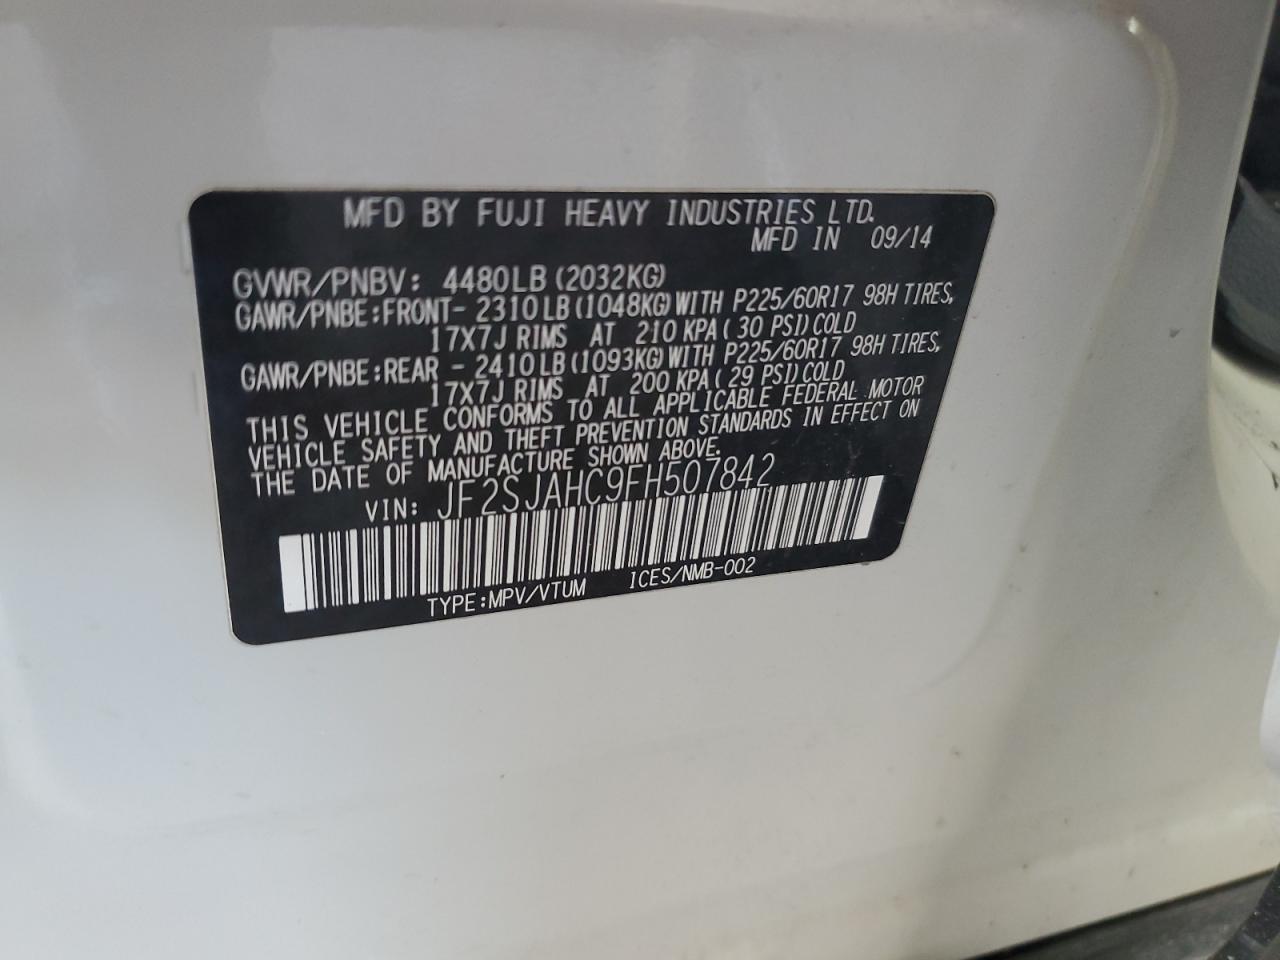 MFD BY FUJI HEAVY INDUSTRIES LTD.
MFD IN 09/14
GVWR/PNBV: 4480LB (2032KG)
GAWR/PNBE:FRONT- 2310LB (1048KG) WITH P225/60R17 98H TIRES,
17X7J RIMS AT 210 KPA ( 30 PSI) COLD
GAWR/PNBE:REAR - 2410LB (1093KG) WITH P225/60R17 98H TIRES,
17X7J RIMS AT 200 KPA ( 29 PSI) COLD
THIS VEHICLE CONFORMS TO ALL APPLICABLE FEDERAL MOTOR
VEHICLE SAFETY AND THEFT PREVENTION STANDARDS IN EFFECT ON
THE DATE OF MANUFACTURE SHOWN ABOVE.
VIN: JF2SJAHC9FH507842
TYPE:MPV/VTUM ICES/NMB-002